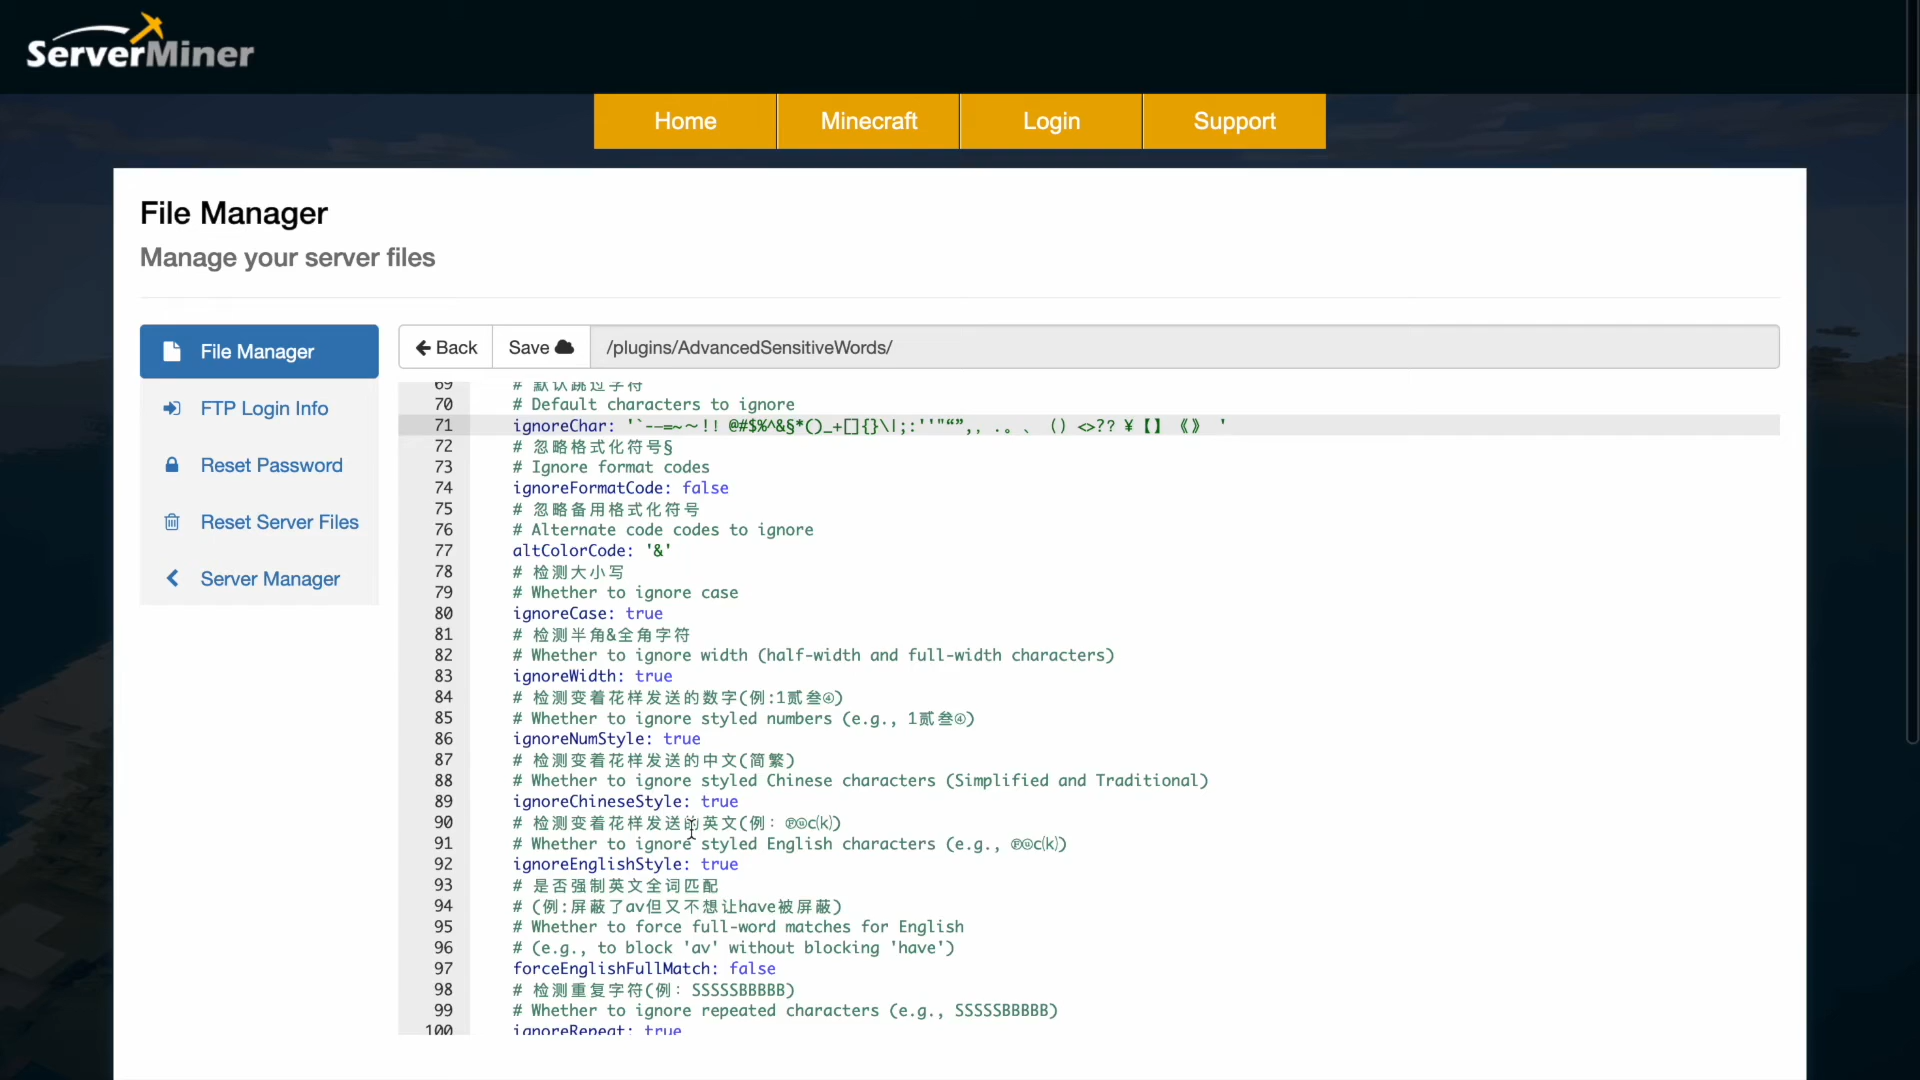 ServerMiner
Home
Minecraft
Login
Support
File Manager
Manage your server files
File Manager
FTP Login Info
Reset Password
Reset Server Files
Server Manager
Back
Save
/plugins/AdvancedSensitiveWords/
69 # 默认跳过字符
70 # Default characters to ignore
71 ignoreChar: '`-—=~～!！@#$%^&§*()_+[]{}\|;:''"“”,，.。、（）<>?？¥【】《》 '
72 # 忽略格式化符号§
73 # Ignore format codes
74 ignoreFormatCode: false
75 # 忽略备用格式化符号
76 # Alternate code codes to ignore
77 altColorCode: '&'
78 # 检测大小写
79 # Whether to ignore case
80 ignoreCase: true
81 # 检测半角&全角字符
82 # Whether to ignore width (half-width and full-width characters)
83 ignoreWidth: true
84 # 检测变着花样发送的数字(例:1贰叁④)
85 # Whether to ignore styled numbers (e.g., 1贰叁④)
86 ignoreNumStyle: true
87 # 检测变着花样发送的中文(简繁)
88 # Whether to ignore styled Chinese characters (Simplified and Traditional)
89 ignoreChineseStyle: true
90 # 检测变着花样发送的英文(例: ⓟⓤc⒦)
91 # Whether to ignore styled English characters (e.g., ⓟⓤc⒦)
92 ignoreEnglishStyle: true
93 # 是否强制英文全词匹配
94 # (例:屏蔽了av但又不想让have被屏蔽)
95 # Whether to force full-word matches for English
96 # (e.g., to block 'av' without blocking 'have')
97 forceEnglishFullMatch: false
98 # 检测重复字符(例: SSSSSBBBBB)
99 # Whether to ignore repeated characters (e.g., SSSSSBBBBB)
100 ignoreRepeat: true